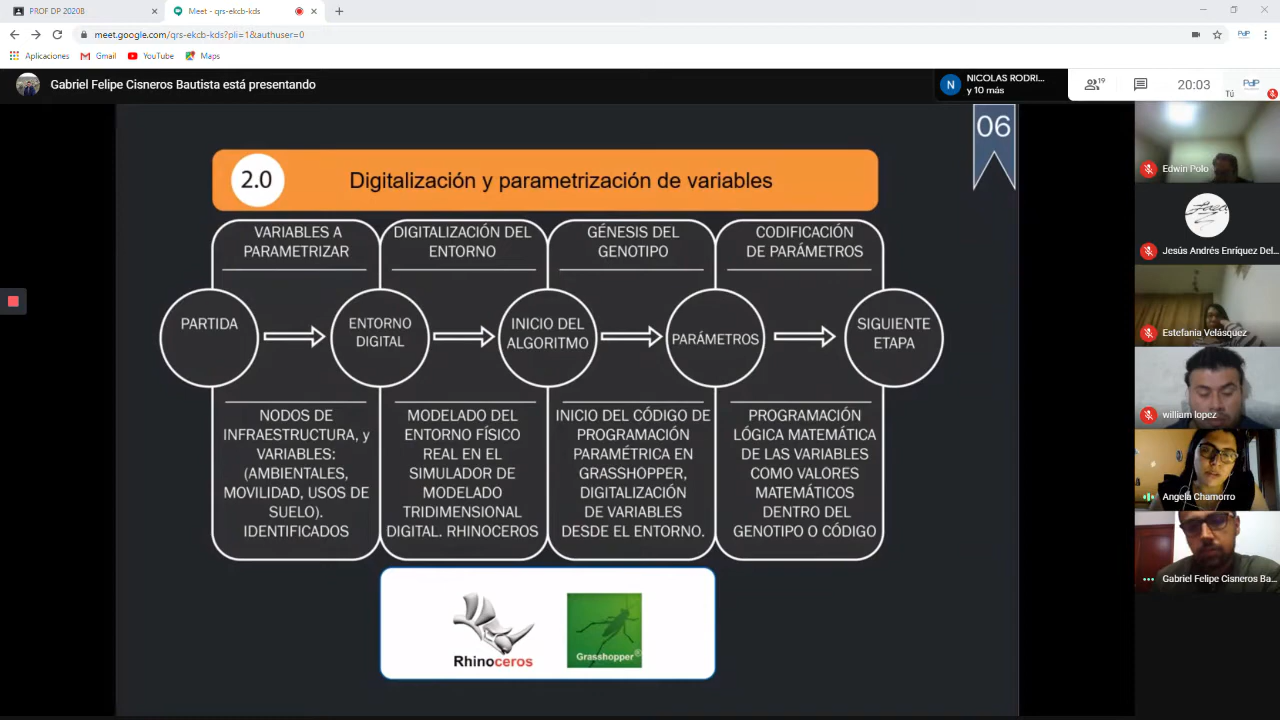 PROF DP 2020B
Meet - qrs-ekcb-kds
meet.google.com/qrs-ekcb-kds?pli=1&authuser=0
Aplicaciones
Gmail
YouTube
Maps
PdP
Gabriel Felipe Cisneros Bautista está presentando
N
NICOLAS RODRI...
y 10 más
19
20:03
PdP
Tú
06
2.0
Digitalización y parametrización de variables
VARIABLES A
PARAMETRIZAR
DIGITALIZACIÓN DEL
ENTORNO
GÉNESIS DEL
GENOTIPO
CODIFICACIÓN
DE PARÁMETROS
PARTIDA
ENTORNO
DIGITAL
INICIO DEL
ALGORITMO
PARÁMETROS
SIGUIENTE
ETAPA
NODOS DE
INFRAESTRUCTURA, y
VARIABLES:
(AMBIENTALES,
MOVILIDAD, USOS DE
SUELO).
IDENTIFICADOS
MODELADO DEL
ENTORNO FÍSICO
REAL EN EL
SIMULADOR DE
MODELADO
TRIDIMENSIONAL
DIGITAL. RHINOCEROS
INICIO DEL CÓDIGO DE
PROGRAMACIÓN
PARAMÉTRICA EN
GRASSHOPPER,
DIGITALIZACIÓN
DE VARIABLES
DESDE EL ENTORNO.
PROGRAMACIÓN
LÓGICA MATEMÁTICA
DE LAS VARIABLES
COMO VALORES
MATEMÁTICOS
DENTRO DEL
GENOTIPO O CÓDIGO
Rhinoceros
Grasshopper®
Edwin Polo
Jesús Andrés Enríquez Del...
Estefania Velásquez
william lopez
Angela Chamorro
Gabriel Felipe Cisneros Ba...